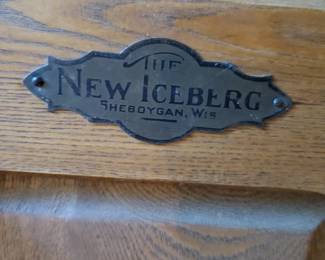 THE
NEW ICEBERG
SHEBOYGAN, WIS